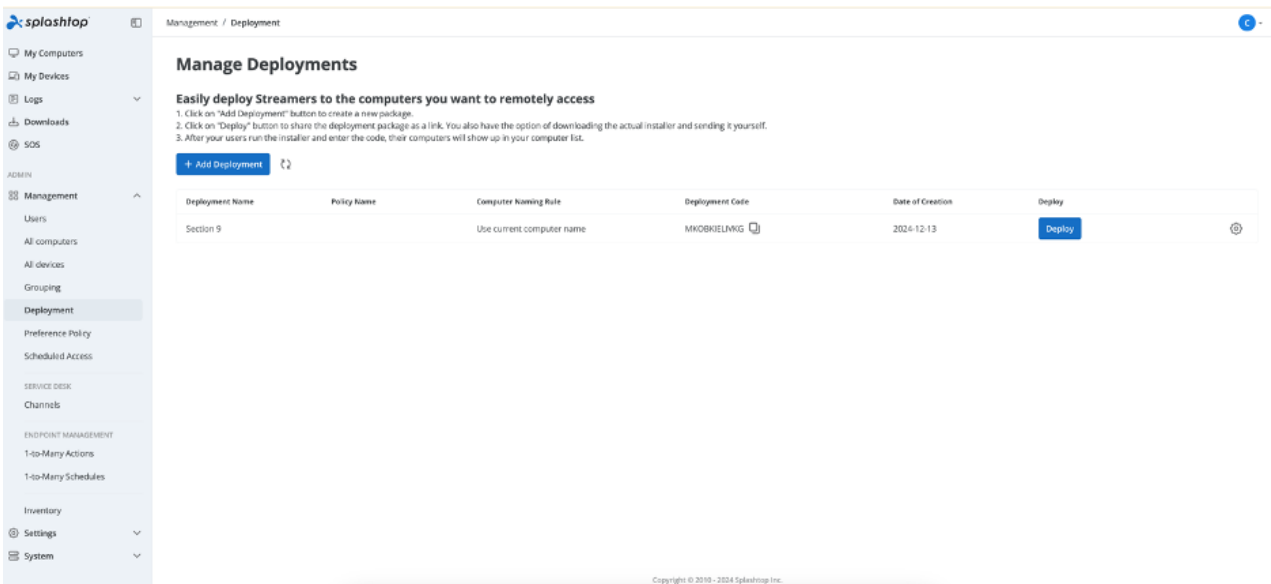 splashtop
Management / Deployment
C
My Computers
My Devices
Logs
Downloads
SOS
ADMIN
Management
Users
All computers
All devices
Grouping
Deployment
Preference Policy
Scheduled Access
SERVICE DESK
Channels
ENDPOINT MANAGEMENT
1-to-Many Actions
1-to-Many Schedules
Inventory
Settings
System
Manage Deployments
Easily deploy Streamers to the computers you want to remotely access
1. Click on "Add Deployment" button to create a new package.
2. Click on "Deploy" button to share the deployment package as a link. You also have the option of downloading the actual installer and sending it yourself.
3. After your users run the installer and enter the code, their computers will show up in your computer list.
+ Add Deployment
Deployment Name Policy Name Computer Naming Rule Deployment Code Date of Creation Deploy
Section 9 Use current computer name 2024-12-13 Deploy
Copyright © 2010 - 2024 Splashtop Inc.